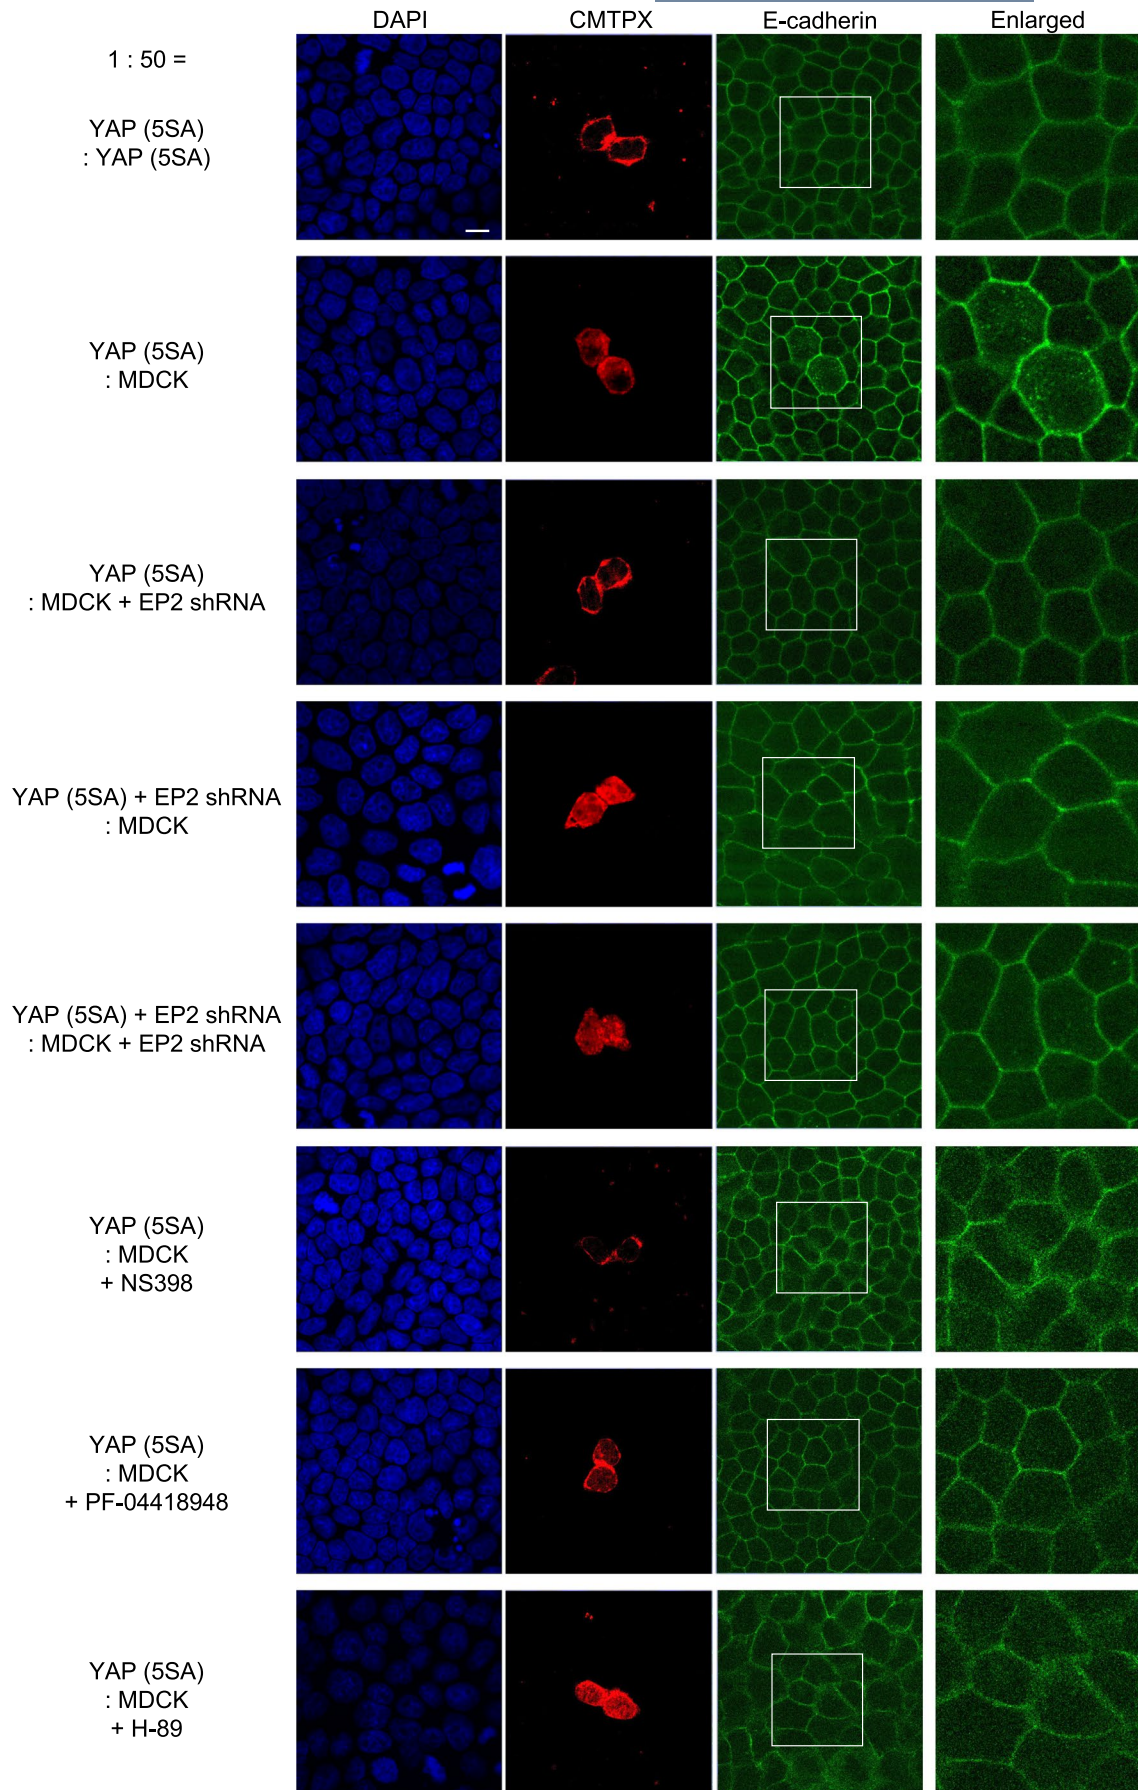 DAPI CMTPX E-cadherin Enlarged
1 : 50 =
YAP (5SA)
: YAP (5SA)
YAP (5SA)
: MDCK
YAP (5SA)
: MDCK + EP2 shRNA
YAP (5SA) + EP2 shRNA
: MDCK
YAP (5SA) + EP2 shRNA
: MDCK + EP2 shRNA
YAP (5SA)
: MDCK
+ NS398
YAP (5SA)
: MDCK
+ PF-04418948
YAP (5SA)
: MDCK
+ H-89